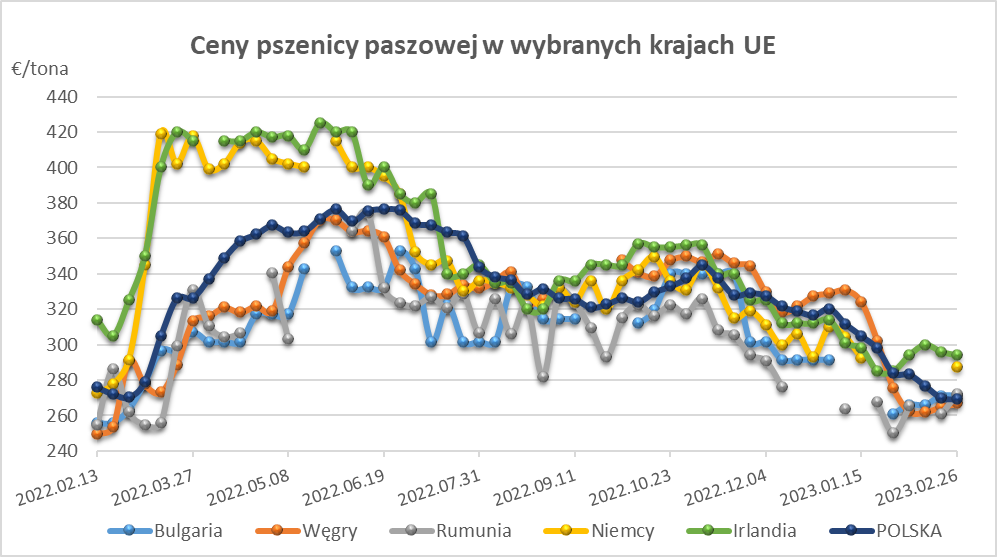 Ceny pszenicy paszowej w wybranych krajach UE
€/tona
440
420
400
380
360
340
320
300
280
260
240
2022.02.13 2022.03.27 2022.05.08 2022.06.19 2022.07.31 2022.09.11 2022.10.23 2022.12.04 2023.01.15 2023.02.26
Bulgaria Węgry Rumunia Niemcy Irlandia POLSKA